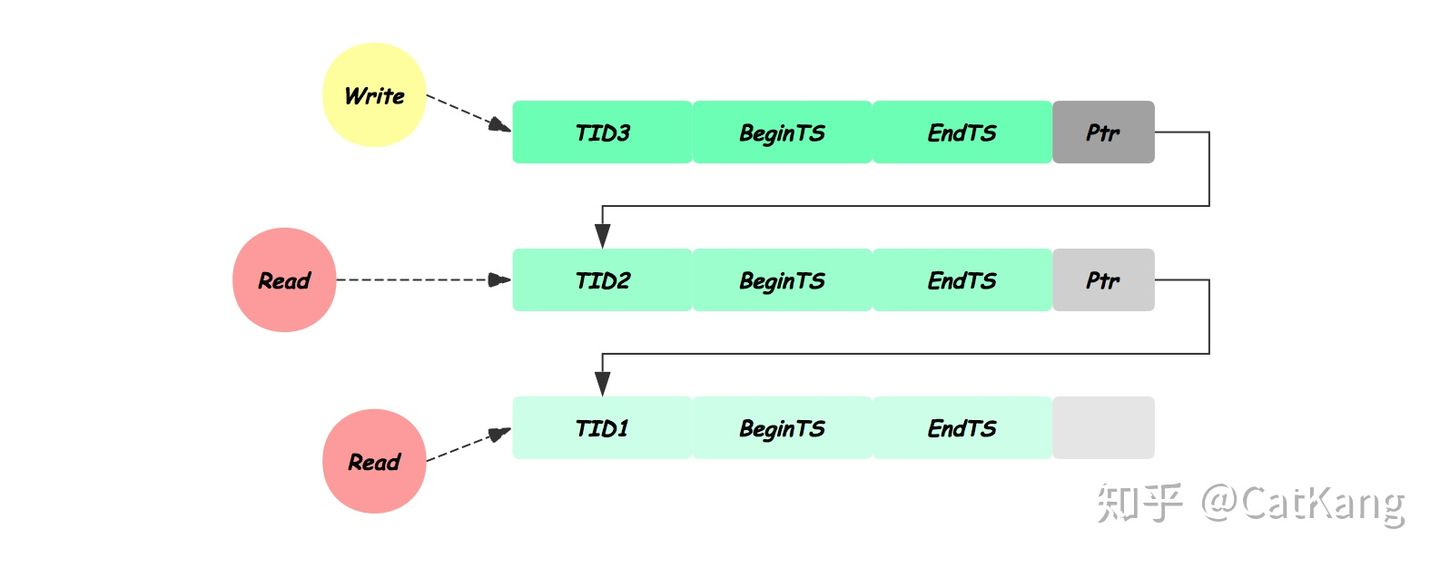 Write
TID3 BeginTS EndTS Ptr
Read
TID2 BeginTS EndTS Ptr
Read
TID1 BeginTS EndTS
知乎 @CatKang